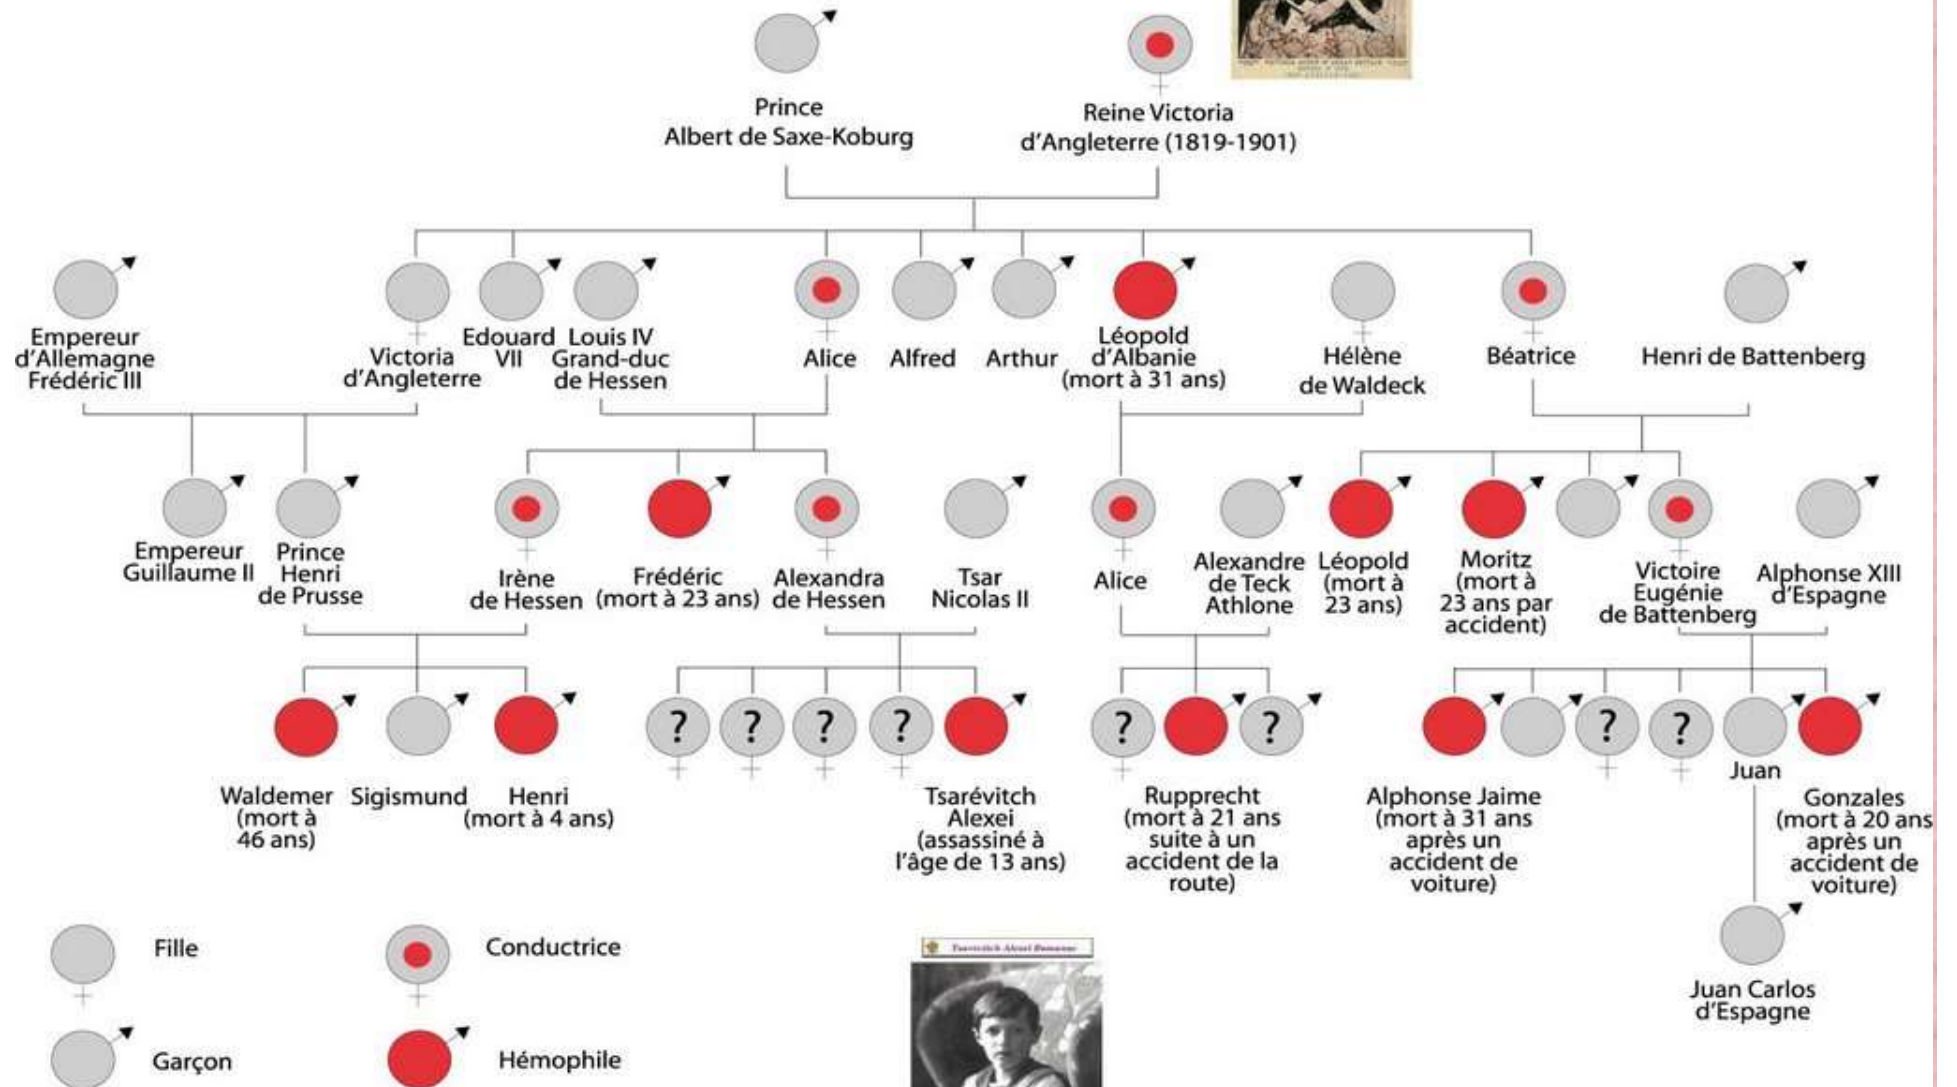 Prince
Albert de Saxe-Koburg
Reine Victoria
d'Angleterre (1819-1901)
Empereur
d'Allemagne
Frédéric III
Victoria
d'Angleterre
Edouard
VII
Louis IV
Grand-duc
de Hessen
Alice
Alfred
Arthur
Léopold
d'Albanie
(mort à 31 ans)
Hélène
de Waldeck
Béatrice
Henri de Battenberg
Empereur
Guillaume II
Prince
Henri
de Prusse
Irène
de Hessen
Frédéric
(mort à 23 ans)
Alexandra
de Hessen
Tsar
Nicolas II
Alice
Alexandre
de Teck
Athlone
Léopold
(mort à
23 ans)
Moritz
(mort à
23 ans par
accident)
Victoire
Eugénie
de Battenberg
Alphonse XIII
d'Espagne
?
?
?
?
?
?
?
?
Waldemer
(mort à
46 ans)
Sigismund
Henri
(mort à 4 ans)
Tsarévitch
Alexei
(assassiné à
l'âge de 13 ans)
Rupprecht
(mort à 21 ans
suite à un
accident de la
route)
Alphonse Jaime
(mort à 31 ans
après un
accident de
voiture)
Juan
Gonzales
(mort à 20 ans
après un
accident de
voiture)
Juan Carlos
d'Espagne
Fille
Conductrice
Garçon
Hémophile